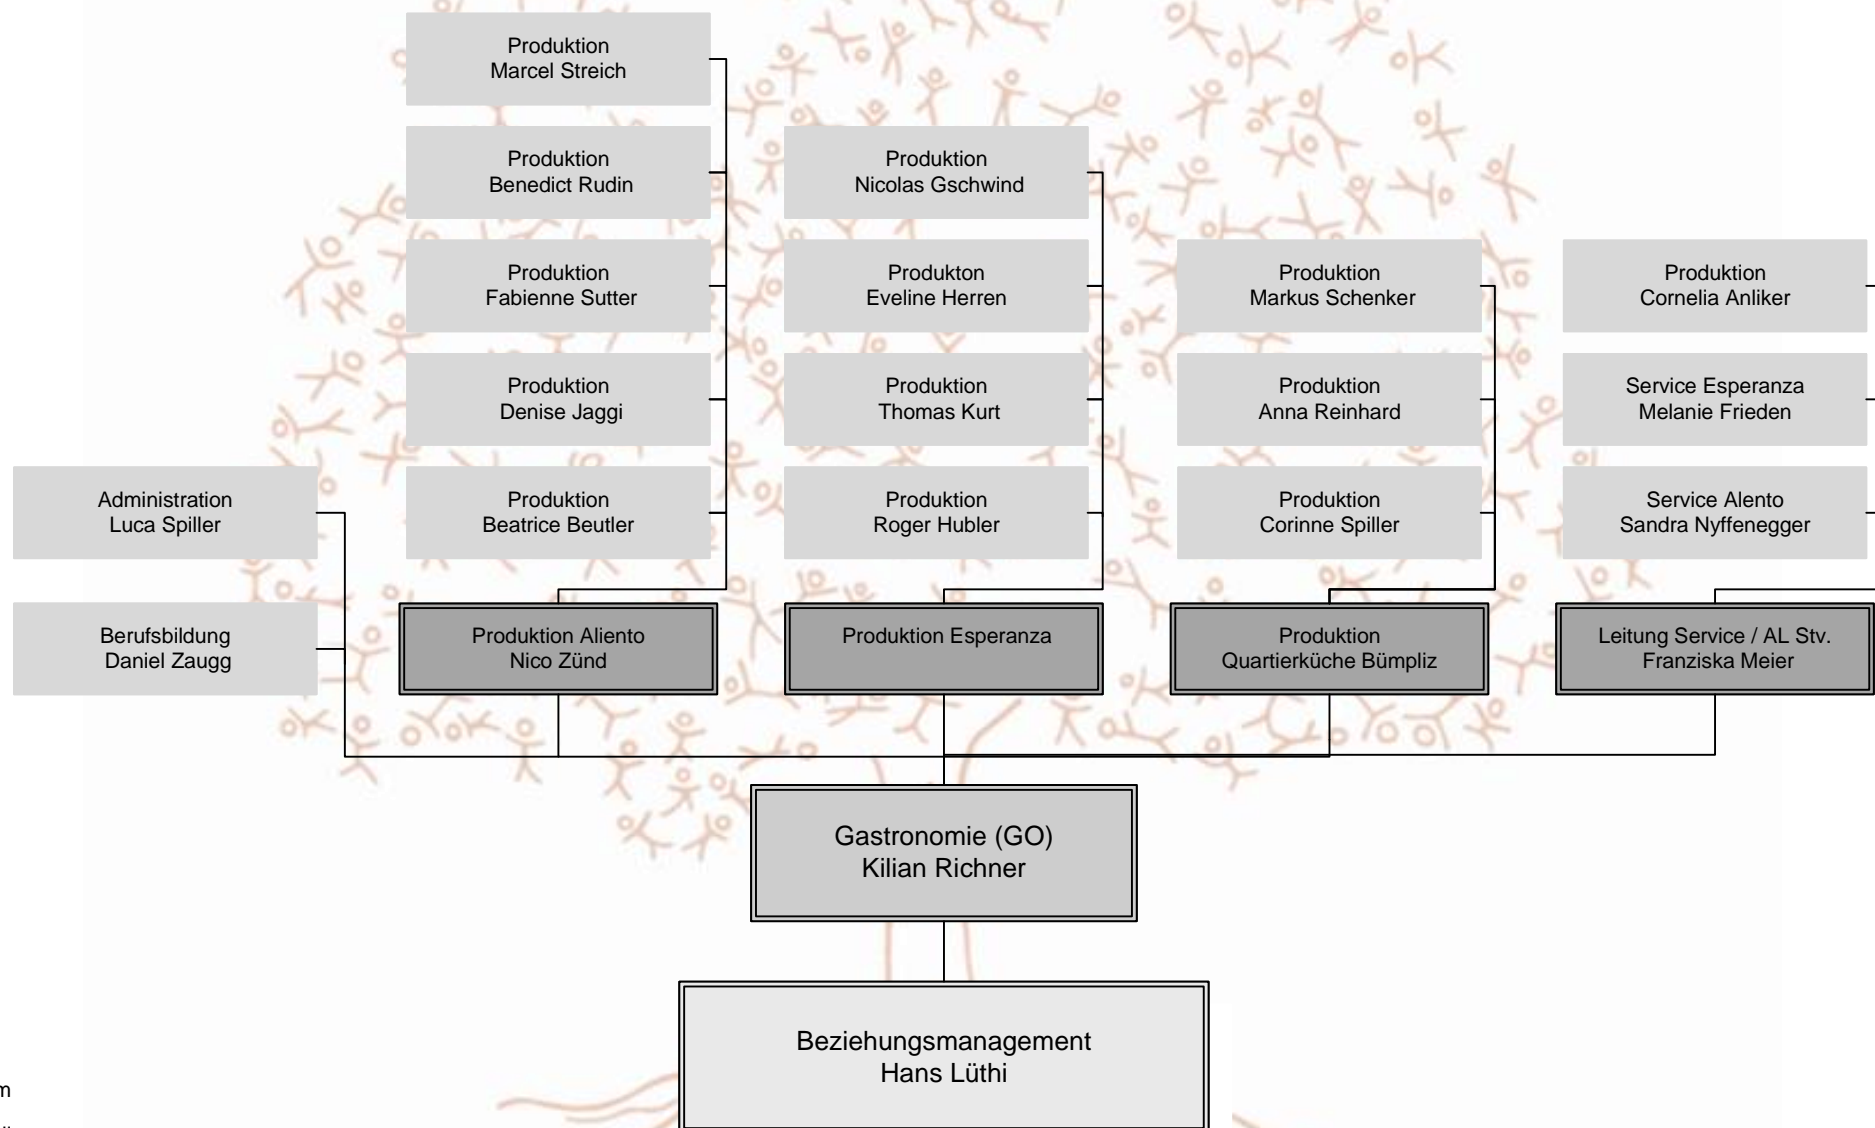 Produktion
Marcel Streich
Produktion
Benedict Rudin
Produktion
Nicolas Gschwind
Produktion
Fabienne Sutter
Produkton
Eveline Herren
Produktion
Markus Schenker
Produktion
Cornelia Anliker
Produktion
Denise Jaggi
Produktion
Thomas Kurt
Produktion
Anna Reinhard
Service Esperanza
Melanie Frieden
Administration
Luca Spiller
Produktion
Beatrice Beutler
Produktion
Roger Hubler
Produktion
Corinne Spiller
Service Alento
Sandra Nyffenegger
Berufsbildung
Daniel Zaugg
Produktion Aliento
Nico Zünd
Produktion Esperanza
Produktion
Quartierküche Bümpliz
Leitung Service / AL Stv.
Franziska Meier
Gastronomie (GO)
Kilian Richner
Beziehungsmanagement
Hans Lüthi